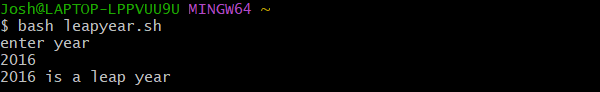 Josh@LAPTOP-LPPVUU9U MINGW64 ~
$ bash leapyear.sh
enter year
2016
2016 is a leap year